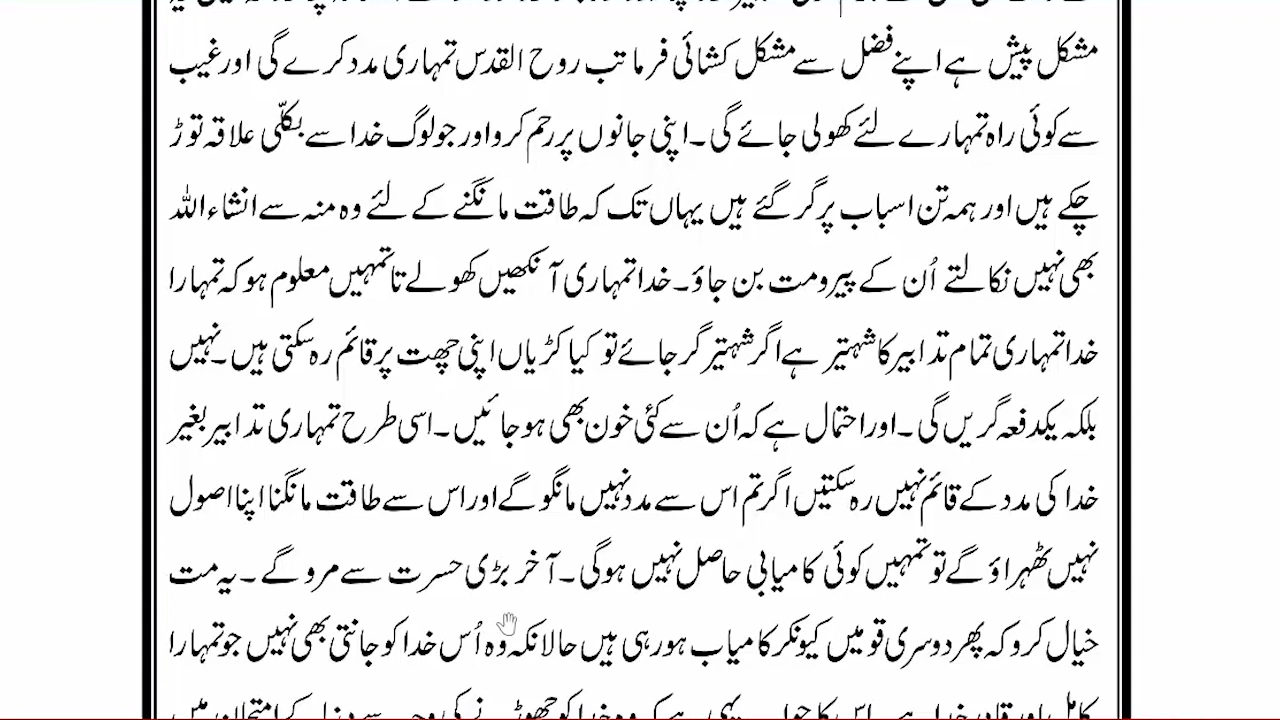 مشکل پیش ہے اپنے فضل سے مشکل کشائی فرما تب روح القدس تمہاری مدد کرے گی اور غیب
سے کوئی راہ تمہارے لئے کھولی جائے گی۔ اپنی جانوں پر رحم کرو اور جو لوگ خدا سے بکلّی علاقہ توڑ
چکے ہیں اور ہمہ تن اسباب پر گر گئے ہیں یہاں تک کہ طاقت مانگنے کے لئے وہ منہ سے انشاء اللہ
بھی نہیں نکالتے اُن کے پیرو مت بن جاؤ۔ خدا تمہاری آنکھیں کھولے تا تمہیں معلوم ہو کہ تمہارا
خدا تمہاری تمام تدابیر کا شہتیر ہے اگر شہتیر گر جائے تو کیا کڑیاں اپنی چھت پر قائم رہ سکتی ہیں۔ نہیں
بلکہ یکدفعہ گریں گی۔ اور احتمال ہے کہ اُن سے کئی خون بھی ہو جائیں۔ اسی طرح تمہاری تدابیر بغیر
خدا کی مدد کے قائم نہیں رہ سکتیں اگر تم اس سے مدد نہیں مانگو گے اور اس سے طاقت مانگنا اپنا اصول
نہیں ٹھہراؤ گے تو تمہیں کوئی کامیابی حاصل نہیں ہوگی۔ آخر بڑی حسرت سے مرو گے۔ یہ مت
خیال کرو کہ پھر دوسری قومیں کیونکر کامیاب ہو رہی ہیں حالانکہ وہ اُس خدا کو جانتی بھی نہیں جو تمہارا